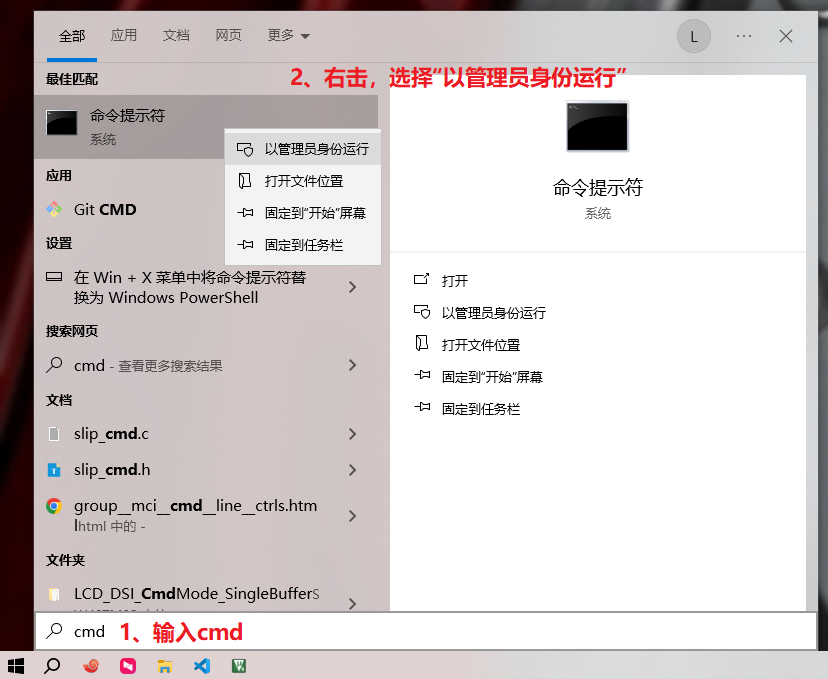 全部 应用 文档 网页 更多 L
2、右击，选择“以管理员身份运行”
最佳匹配
命令提示符
系统
以管理员身份运行
打开文件位置
固定到"开始"屏幕
固定到任务栏
应用
Git CMD
设置
在 Win + X 菜单中将命令提示符替
换为 Windows PowerShell
搜索网页
cmd - 查看更多搜索结果
文档
slip_cmd.c
slip_cmd.h
group__mci__cmd__line__ctrls.htm
lhtml 中的 -
文件夹
LCD_DSI_CmdMode_SingleBufferS
命令提示符
系统
打开
以管理员身份运行
打开文件位置
固定到"开始"屏幕
固定到任务栏
cmd 1、输入cmd